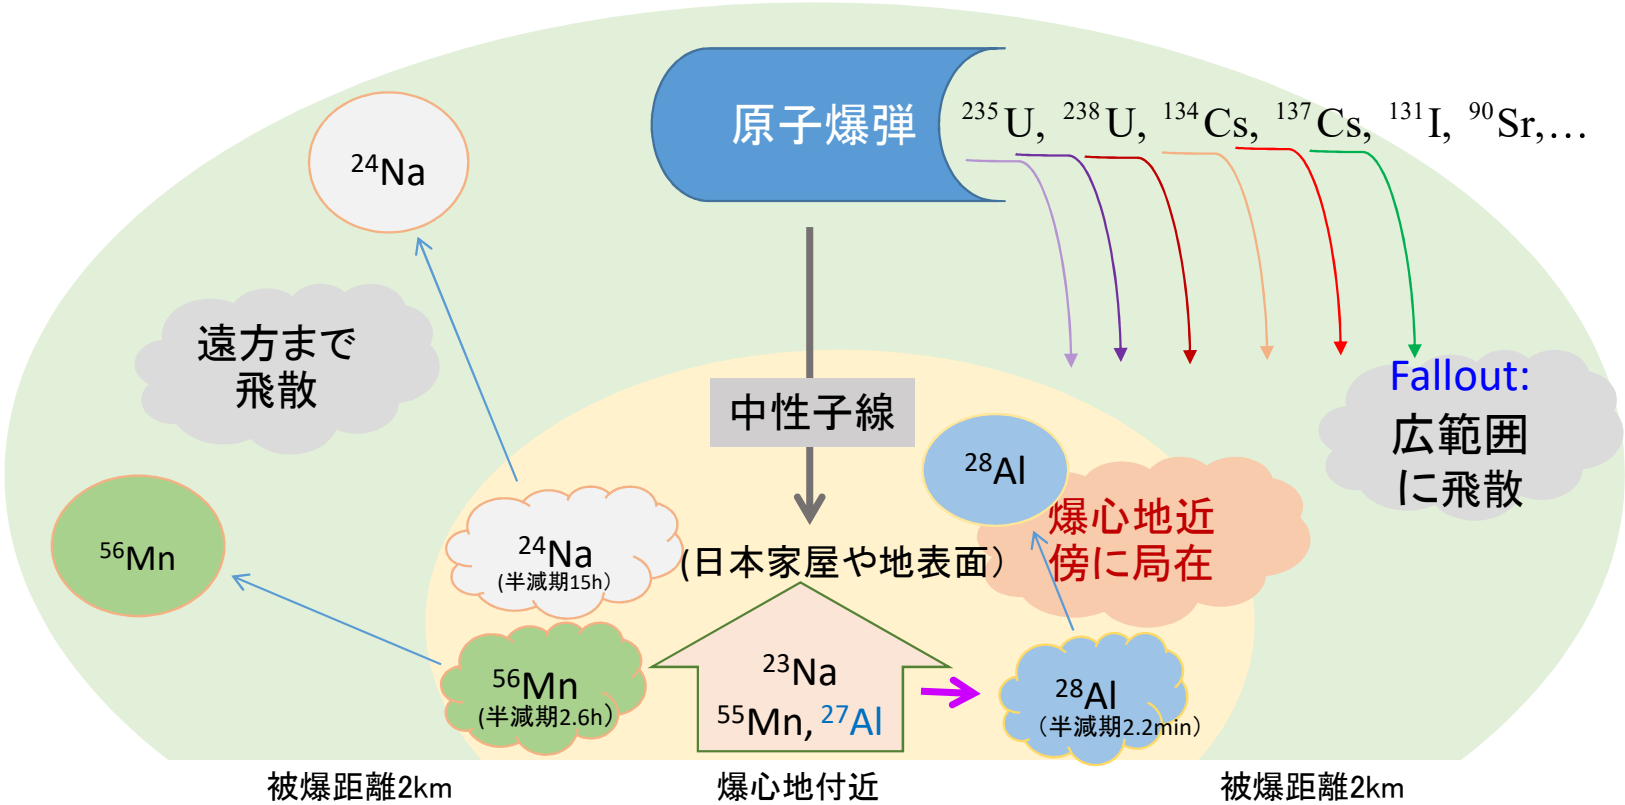 原子爆弾
²³⁵U, ²³⁸U, ¹³⁴Cs, ¹³⁷Cs, ¹³¹I, ⁹⁰Sr,…
²⁴Na
遠方まで
飛散
中性子線
Fallout:
広範囲
に飛散
²⁸Al
爆心地近
傍に局在
⁵⁶Mn
²⁴Na
(半減期15h)
(日本家屋や地表面)
⁵⁶Mn
(半減期2.6h)
²³Na
⁵⁵Mn, ²⁷Al
²⁸Al
(半減期2.2min)
被爆距離2km
爆心地付近
被爆距離2km